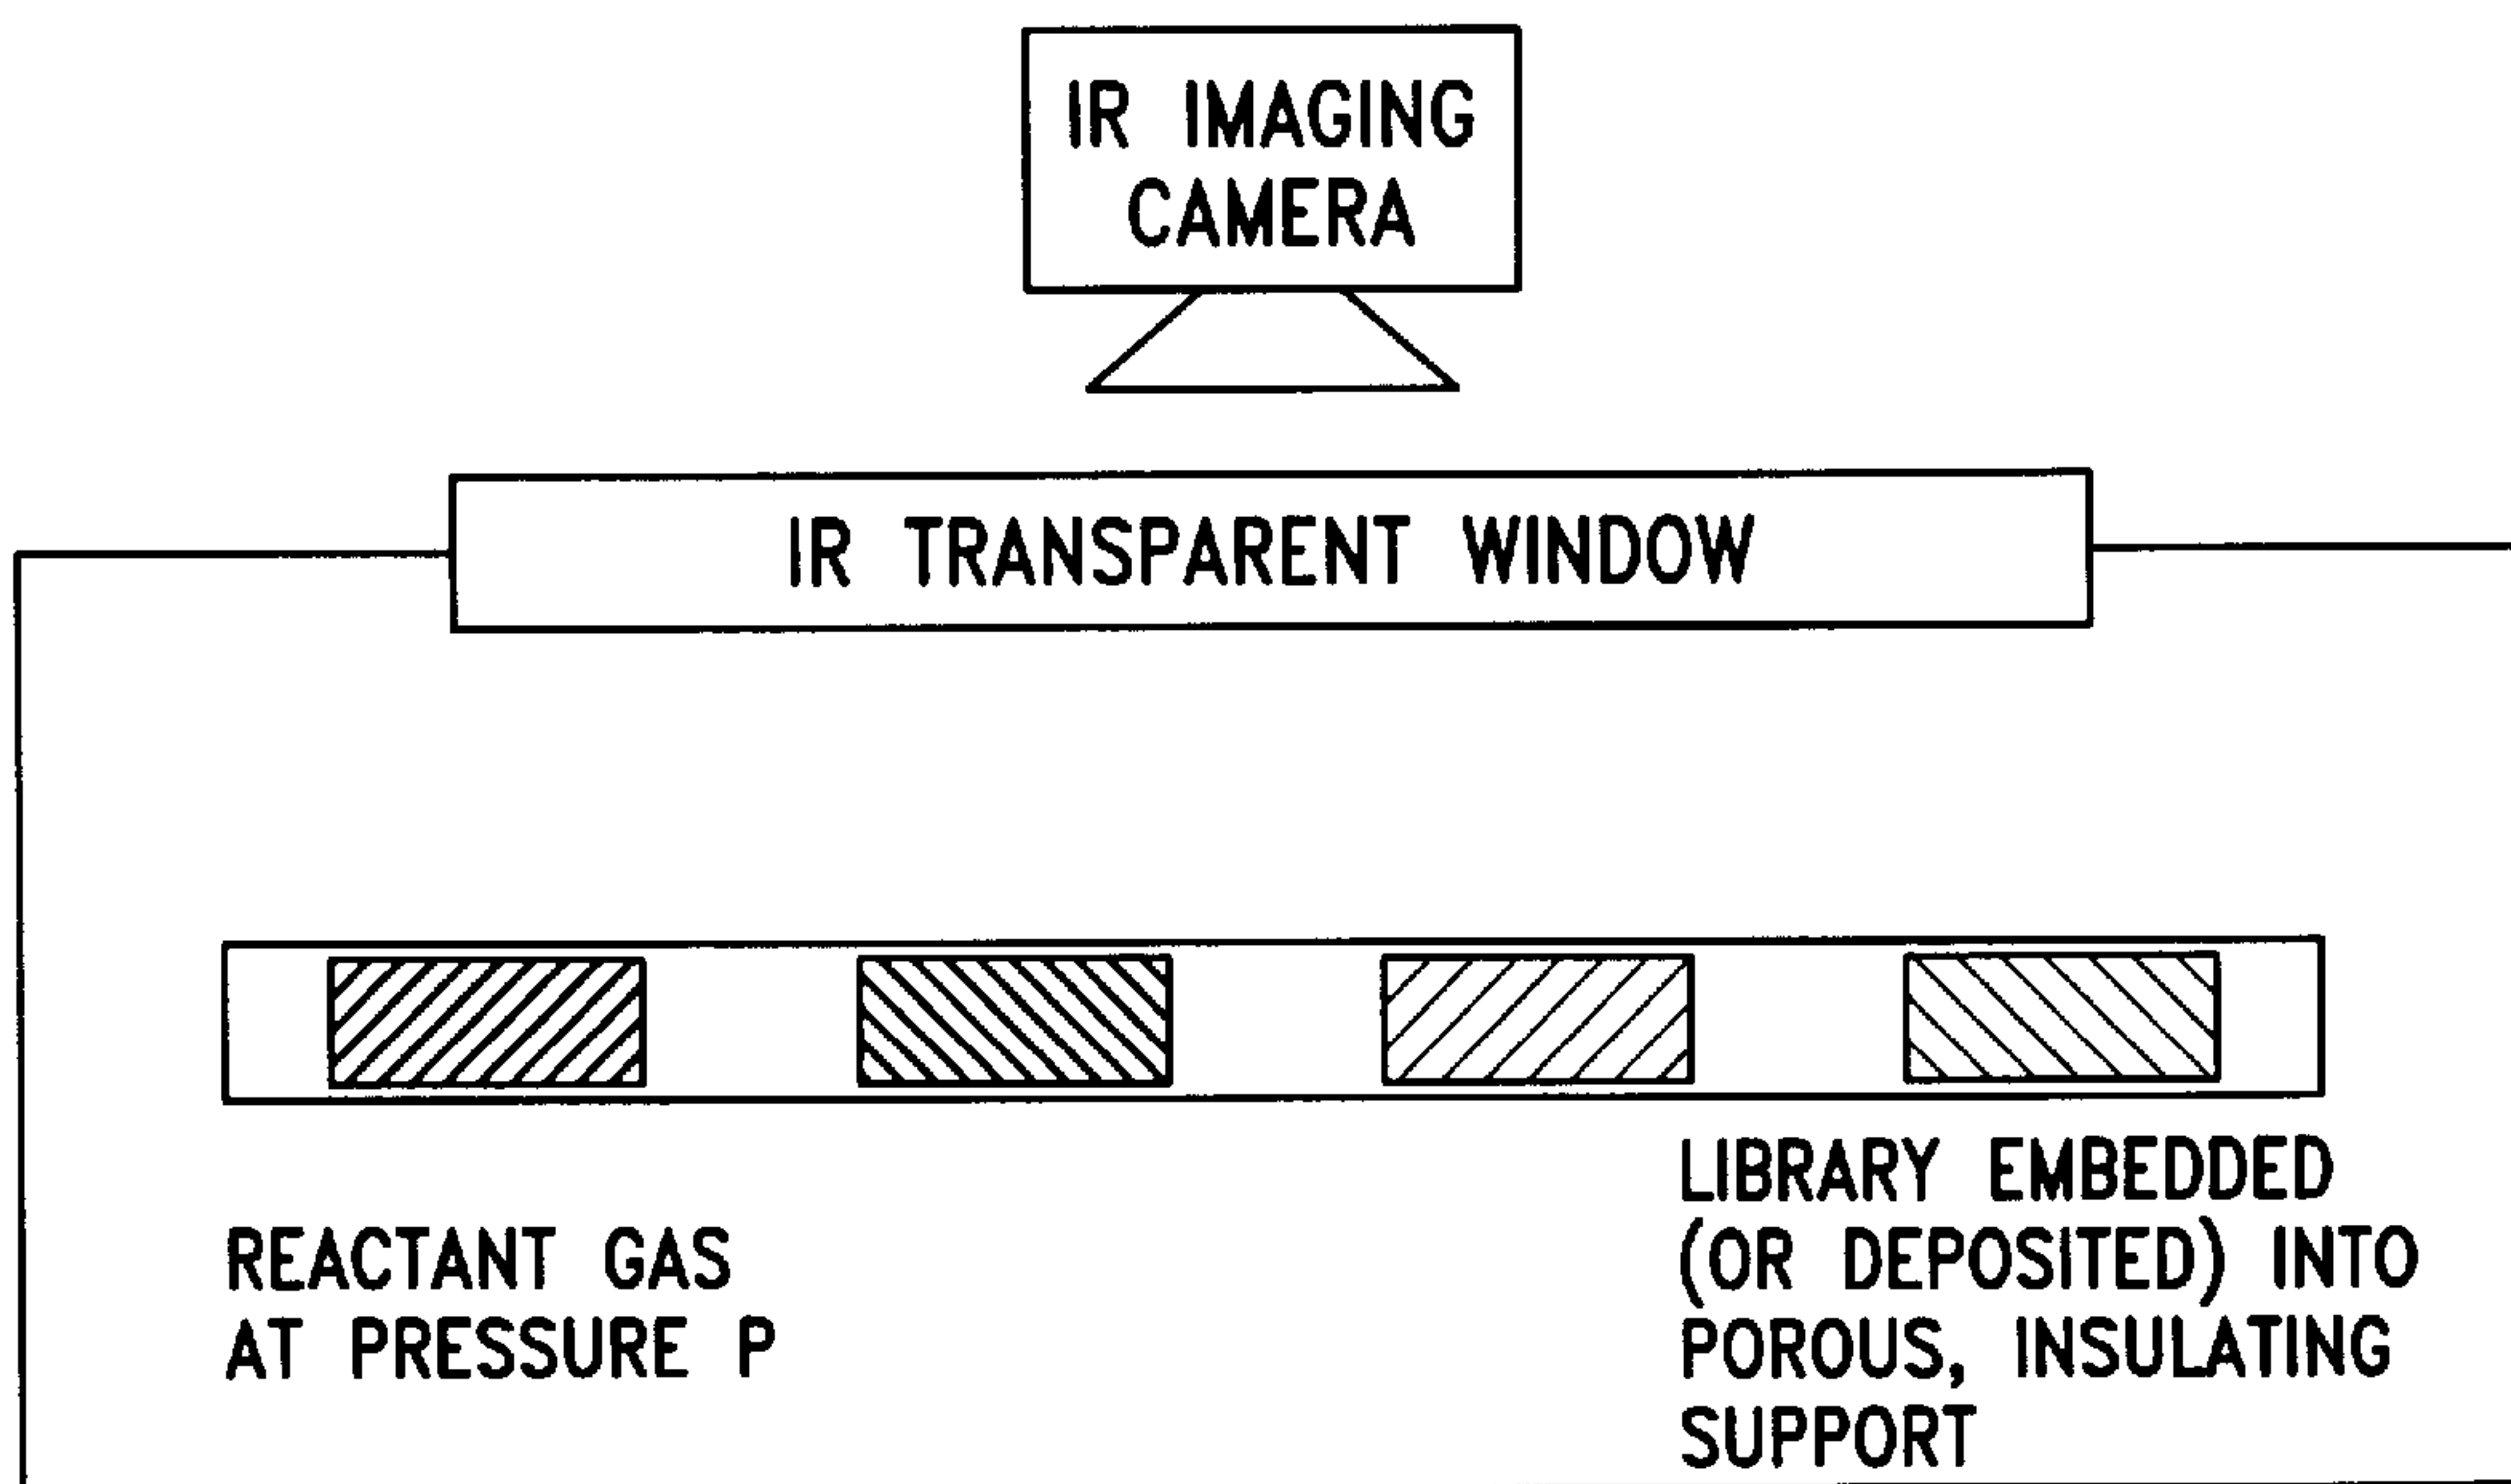 IR IMAGING
CAMERA
IR TRANSPARENT WINDOW
REACTANT GAS
AT PRESSURE P
LIBRARY EMBEDDED
(OR DEPOSITED) INTO
POROUS, INSULATING
SUPPORT